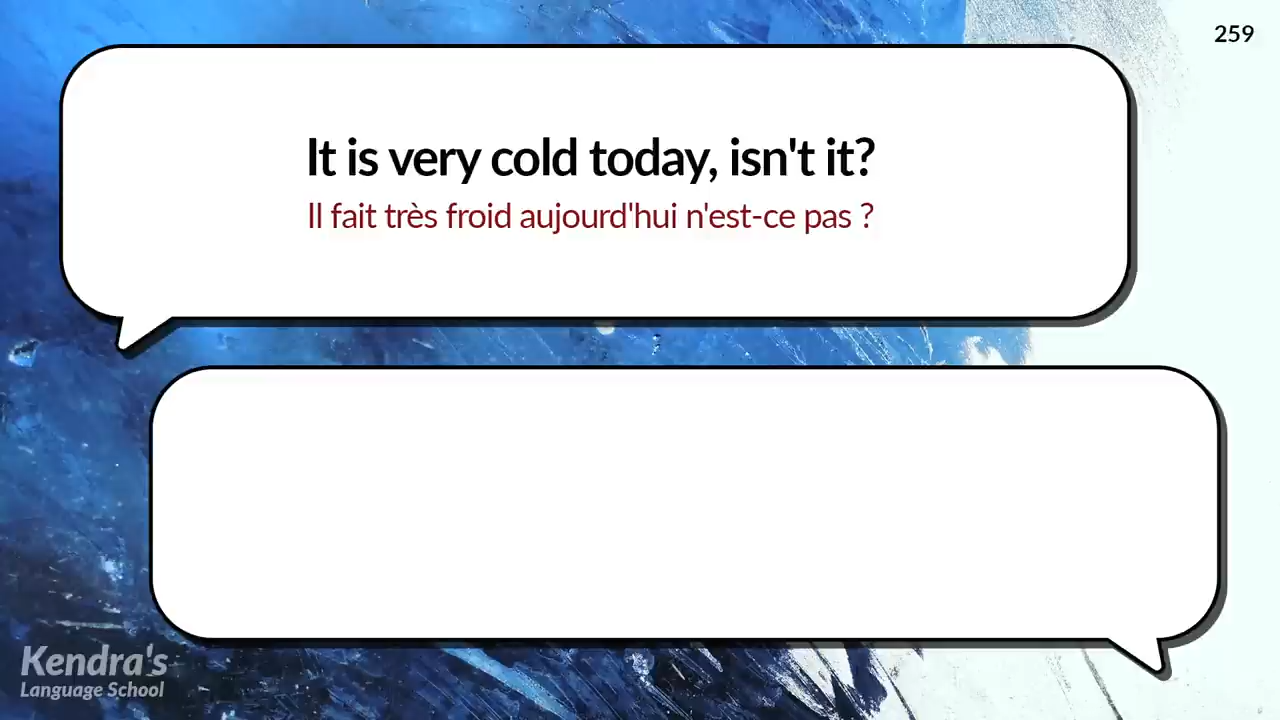 259
It is very cold today, isn't it?
Il fait très froid aujourd'hui n'est-ce pas ?
Kendra's
Language School